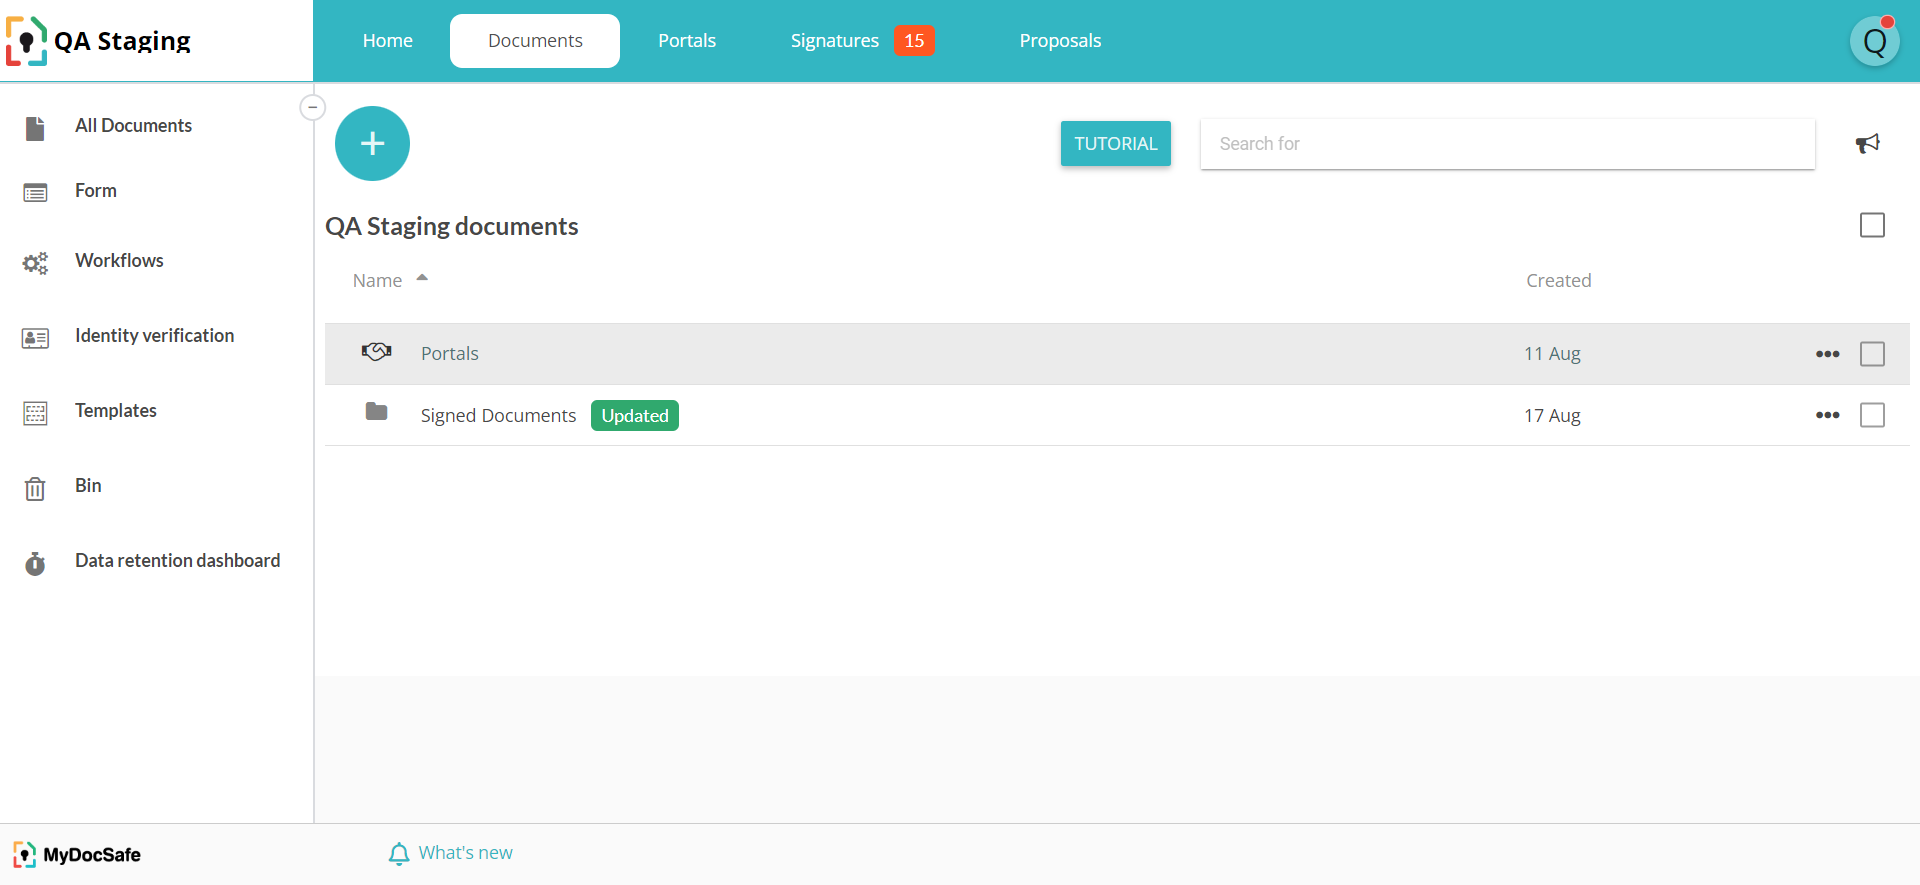 QA Staging
Home
Documents
Portals
Signatures 15
Proposals
Q
All Documents
Form
Workflows
Identity verification
Templates
Bin
Data retention dashboard
TUTORIAL
Search for
QA Staging documents
Name
Created
Portals
11 Aug
Signed Documents Updated
17 Aug
MyDocSafe
What's new